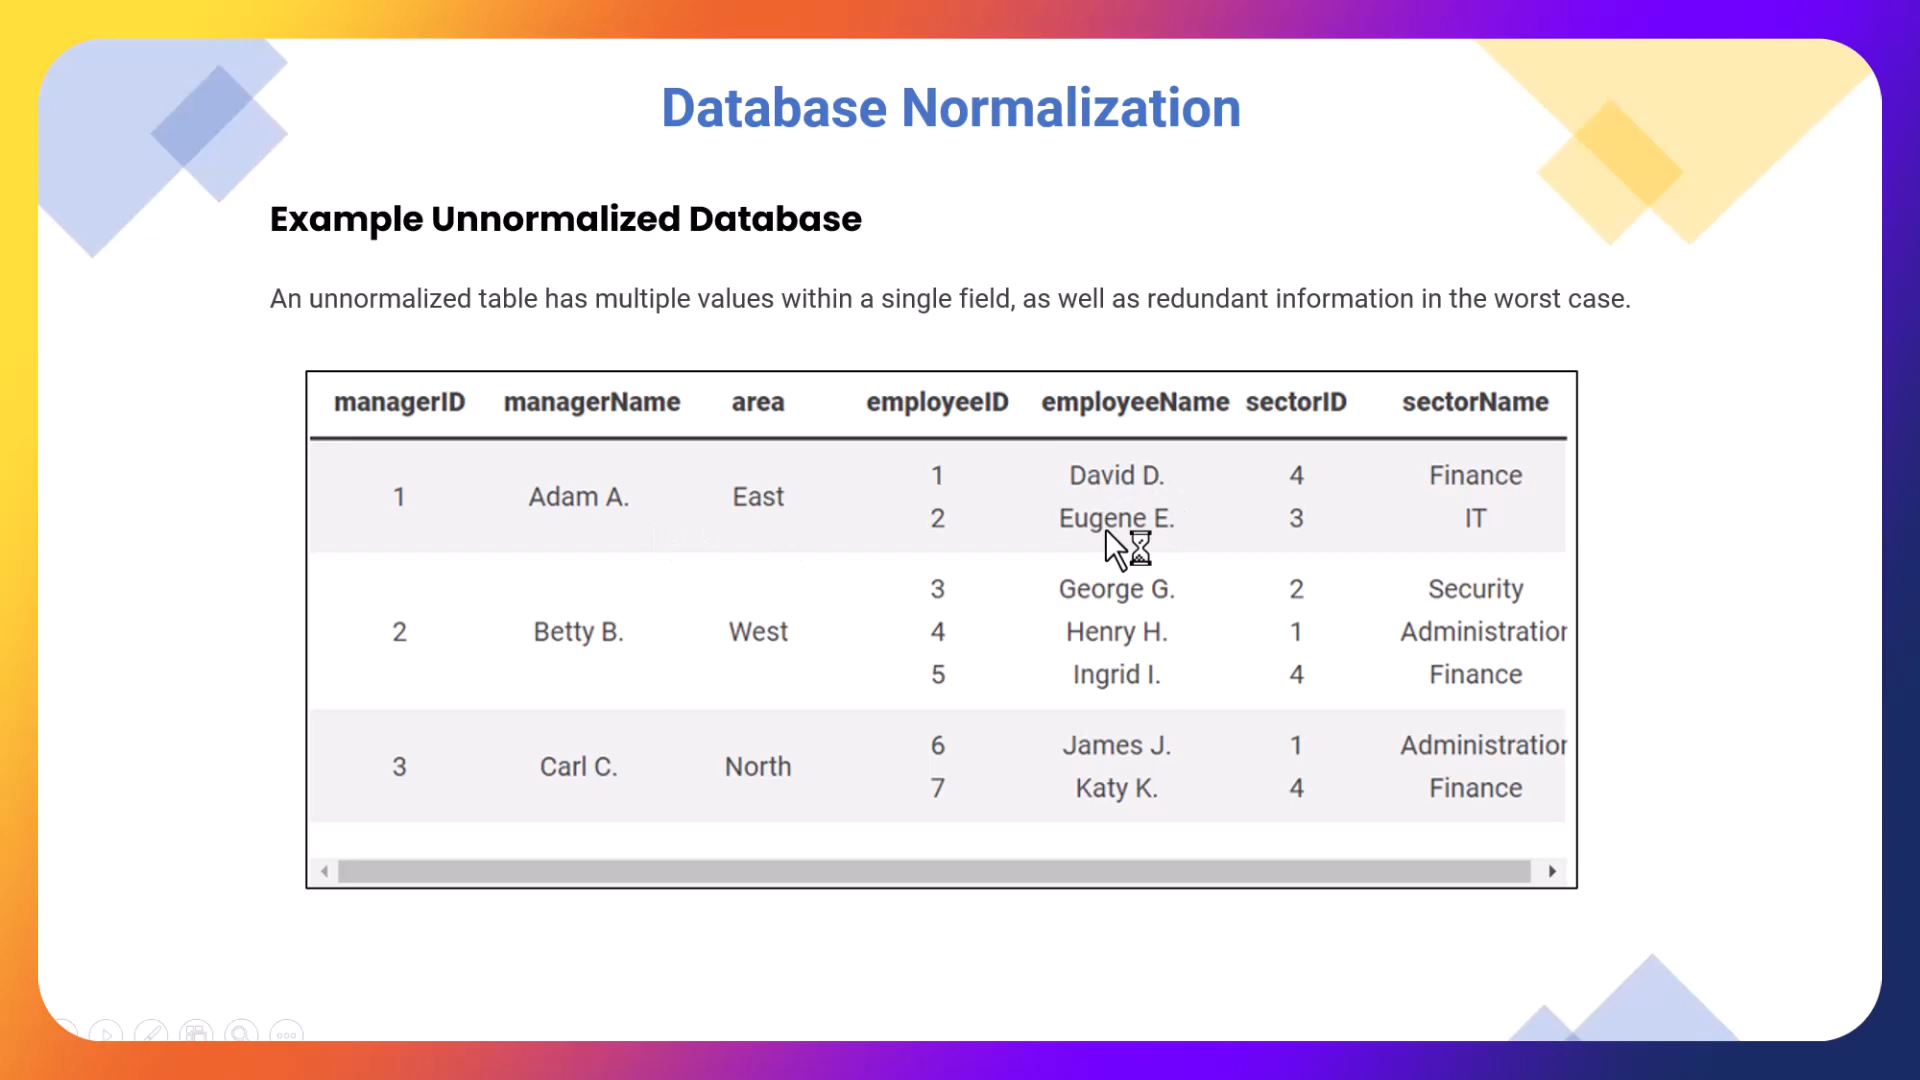 Database Normalization
Example Unnormalized Database
An unnormalized table has multiple values within a single field, as well as redundant information in the worst case.
managerID managerName area employeeID employeeName sectorID sectorName
1 Adam A. East 1 David D. 4 Finance
2 Eugene E. 3 IT
2 Betty B. West 3 George G. 2 Security
4 Henry H. 1 Administration
5 Ingrid I. 4 Finance
3 Carl C. North 6 James J. 1 Administration
7 Katy K. 4 Finance